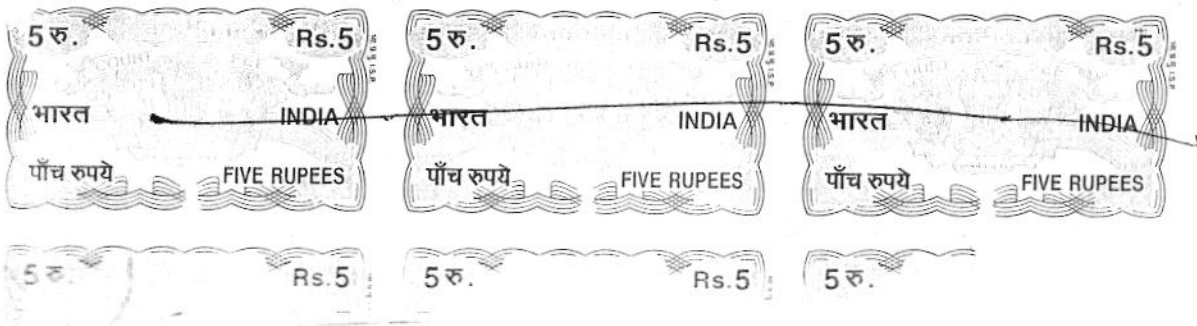 5 रु. Rs.5 5 रु. Rs.5 5 रु. Rs.5
भारत INDIA भारत INDIA भारत INDIA
पाँच रुपये FIVE RUPEES पाँच रुपये FIVE RUPEES पाँच रुपये FIVE RUPEES
5 रु. Rs.5 5 रु. Rs.5 5 रु.